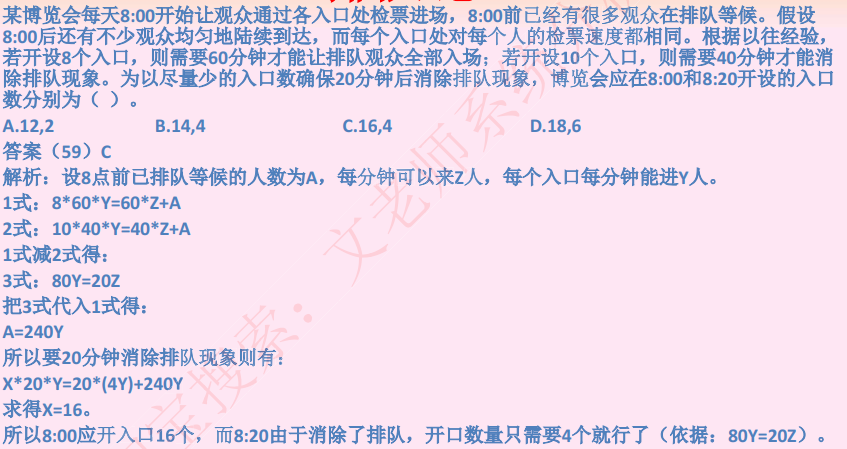 某博览会每天8:00开始让观众通过各入口处检票进场，8:00前已经有很多观众在排队等候。假设
8:00后还有不少观众均匀地陆续到达，而每个入口处对每个人的检票速度都相同。根据以往经验，
若开设8个入口，则需要60分钟才能让排队观众全部入场；若开设10个入口，则需要40分钟才能消
除排队现象。为以尽量少的入口数确保20分钟后消除排队现象，博览会应在8:00和8:20开设的入口
数分别为（ ）。
A.12,2 B.14,4 C.16,4 D.18,6
答案（59）C
解析：设8点前已排队等候的人数为A，每分钟可以来Z人，每个入口每分钟能进Y人。
1式：8*60*Y=60*Z+A
2式：10*40*Y=40*Z+A
1式减2式得：
3式：80Y=20Z
把3式代入1式得：
A=240Y
所以要20分钟消除排队现象则有：
X*20*Y=20*(4Y)+240Y
求得X=16。
所以8:00应开入口16个，而8:20由于消除了排队，开口数量只需要4个就行了（依据：80Y=20Z）。
宝搜索：文老师系统